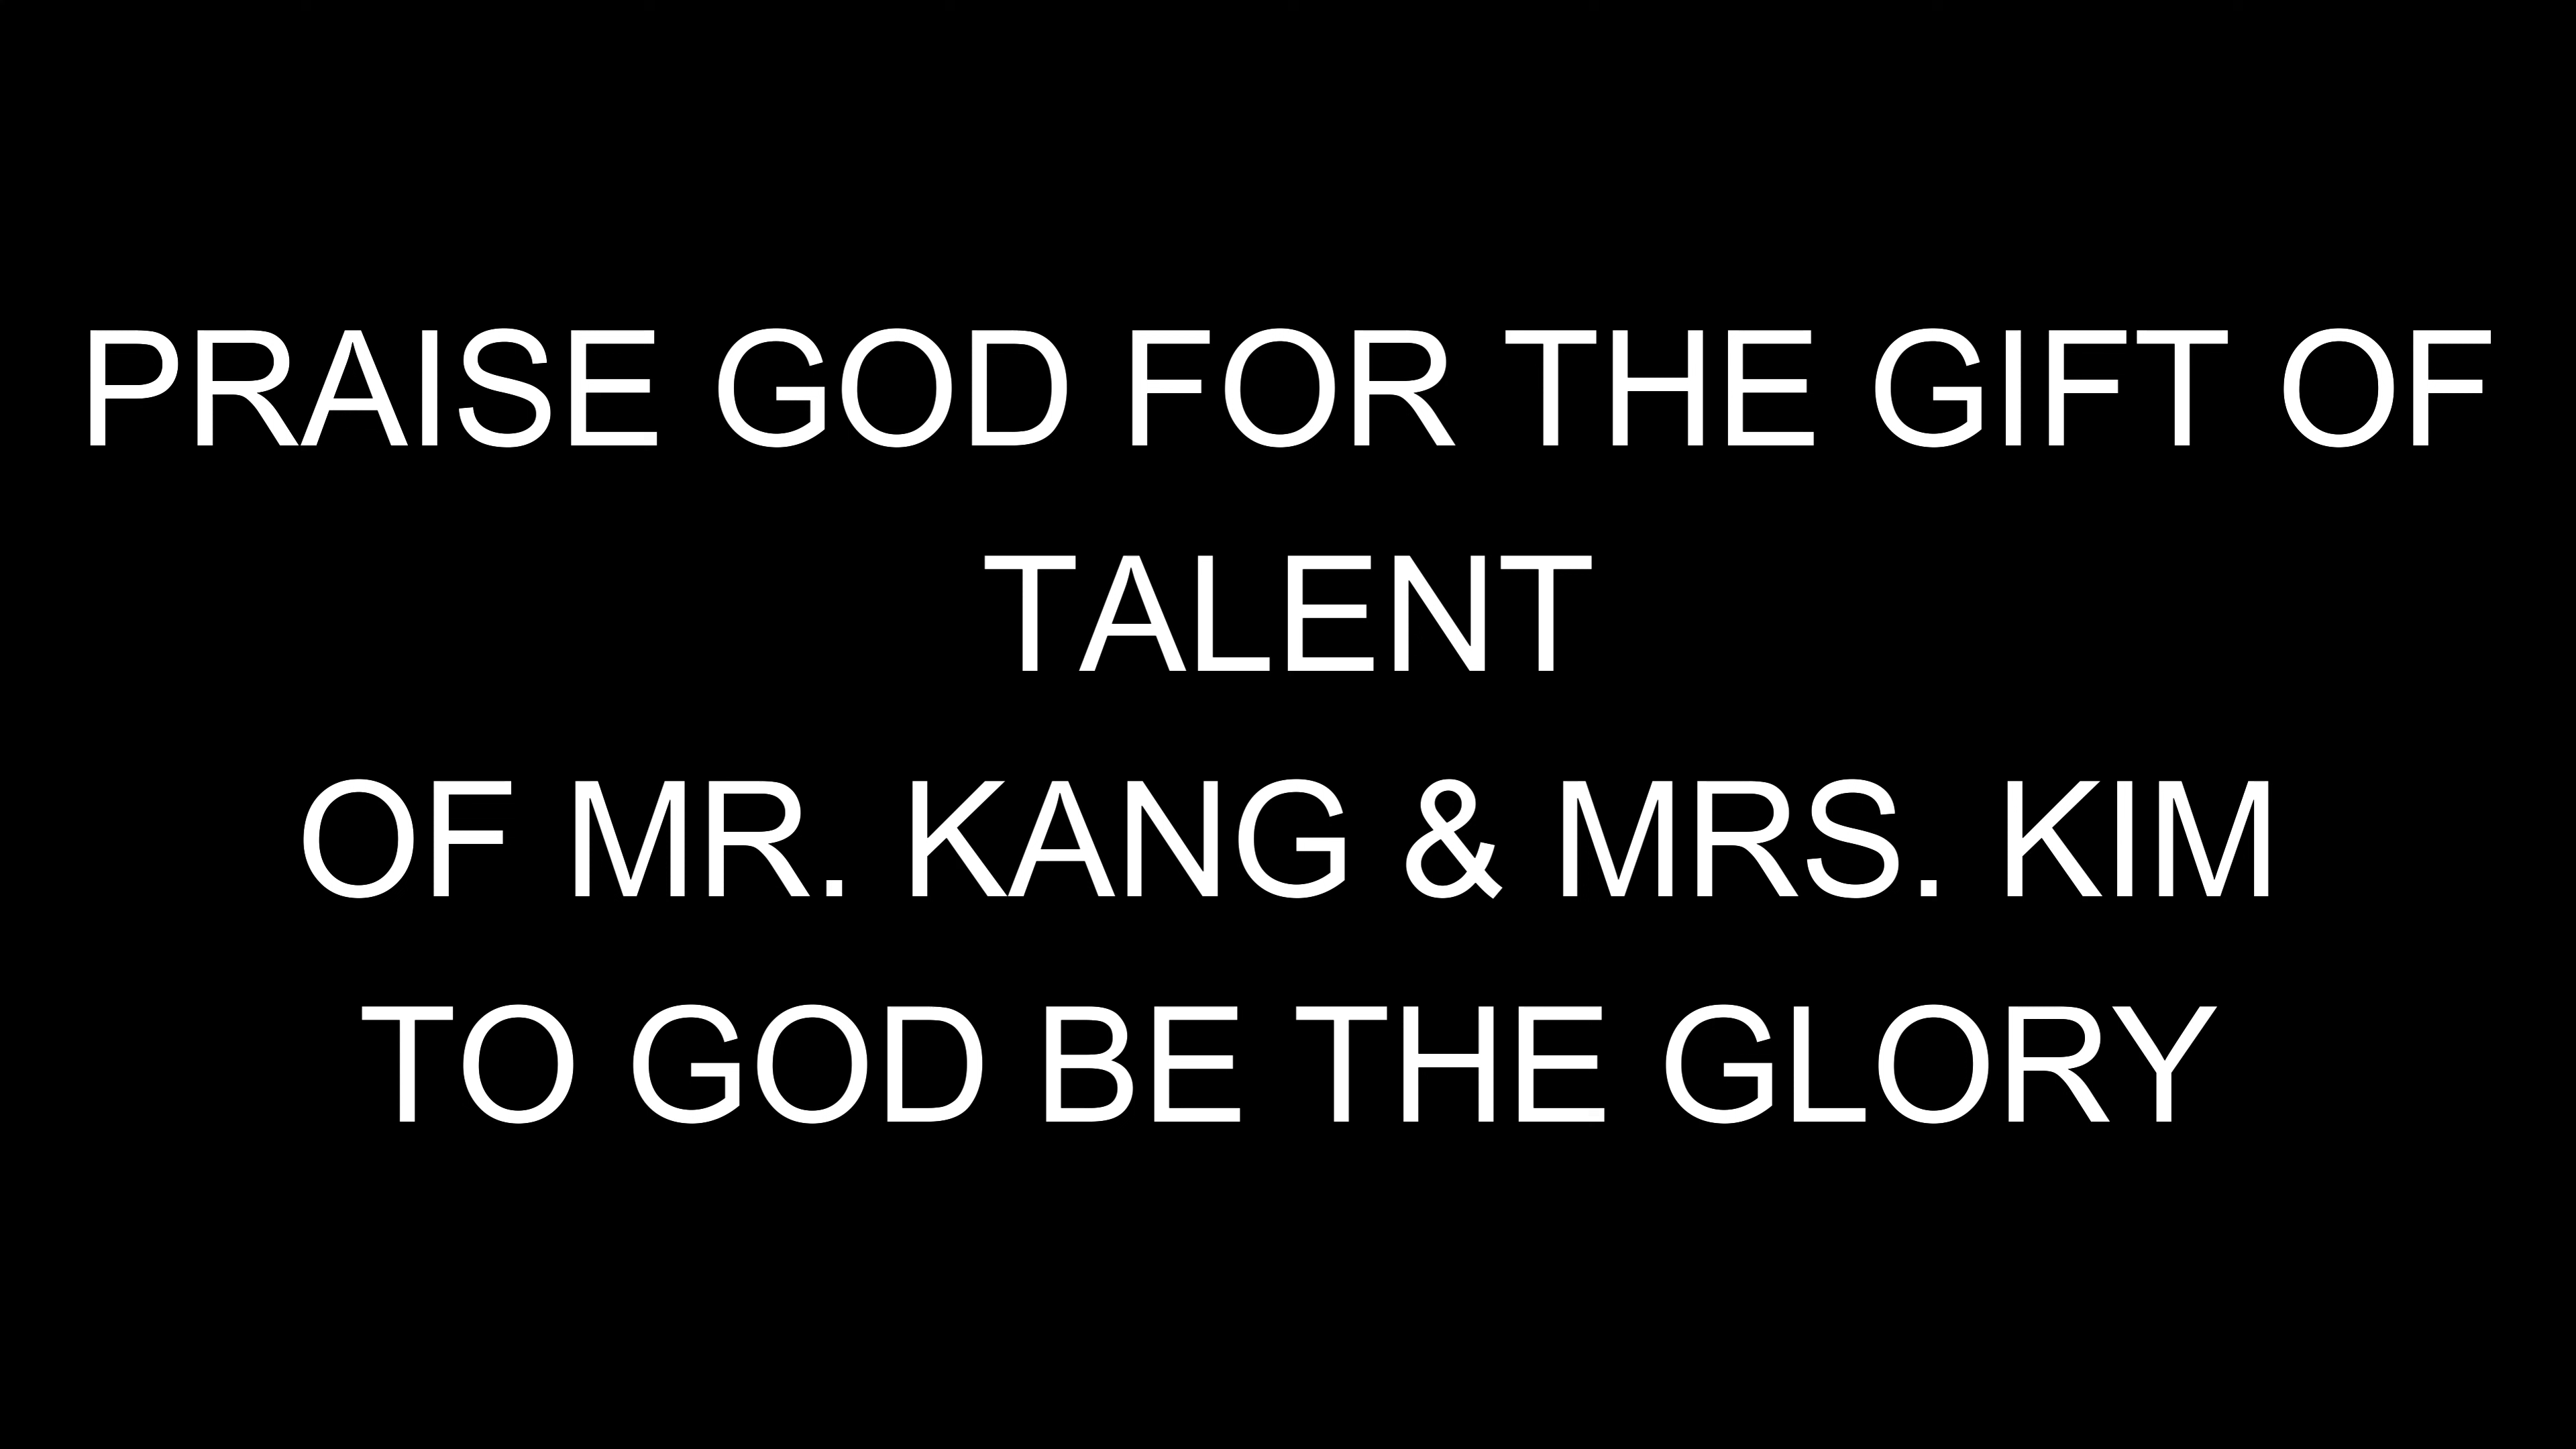 PRAISE GOD FOR THE GIFT OF
TALENT
OF MR. KANG & MRS. KIM
TO GOD BE THE GLORY